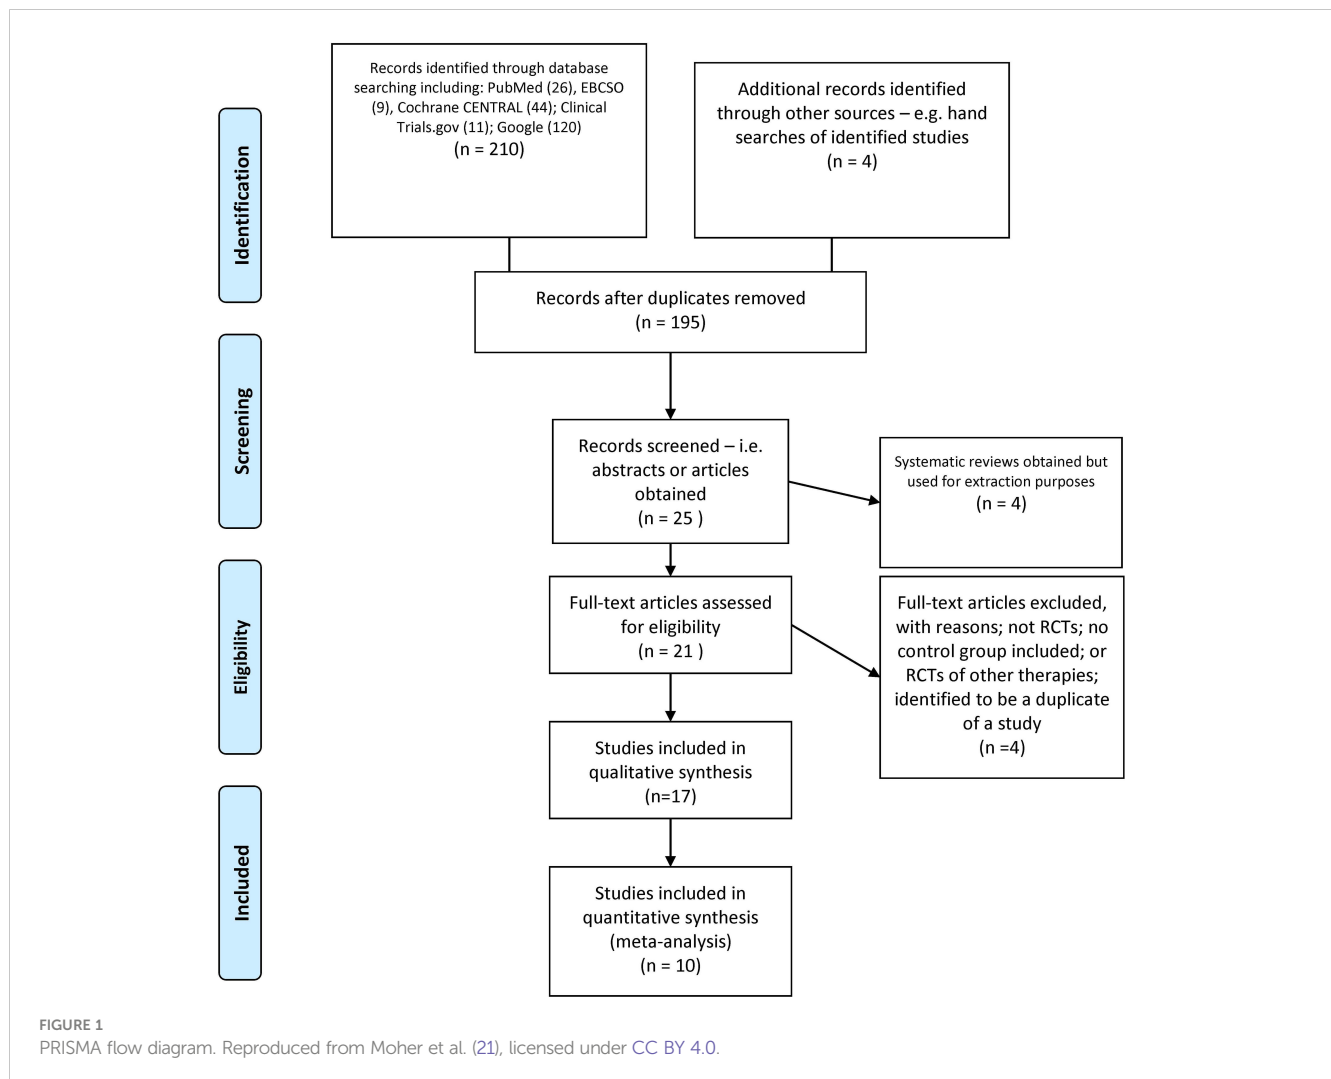 Records identified through database
searching including: PubMed (26), EBCSO
(9), Cochrane CENTRAL (44); Clinical
Trials.gov (11); Google (120)
(n = 210)
Additional records identified
through other sources – e.g. hand
searches of identified studies
(n = 4)
Identification
Records after duplicates removed
(n = 195)
Screening
Records screened – i.e.
abstracts or articles
obtained
(n = 25 )
Systematic reviews obtained but
used for extraction purposes
(n = 4)
Eligibility
Full-text articles assessed
for eligibility
(n = 21 )
Full-text articles excluded,
with reasons; not RCTs; no
control group included; or
RCTs of other therapies;
identified to be a duplicate
of a study
(n =4)
Studies included in
qualitative synthesis
(n=17)
Included
Studies included in
quantitative synthesis
(meta-analysis)
(n = 10)
FIGURE 1
PRISMA flow diagram. Reproduced from Moher et al. (21), licensed under CC BY 4.0.